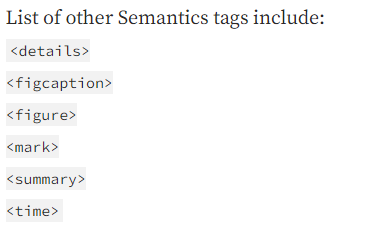 List of other Semantics tags include:
<details>
<figcaption>
<figure>
<mark>
<summary>
<time>